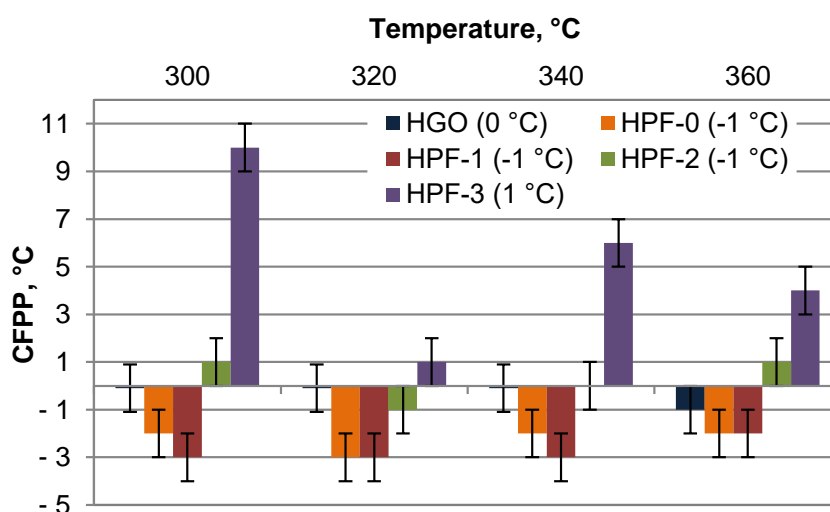 Temperature, °C
300 320 340 360
HGO (0 °C) HPF-0 (-1 °C)
HPF-1 (-1 °C) HPF-2 (-1 °C)
HPF-3 (1 °C)
CFPP, °C
11
9
7
5
3
1
- 1
- 3
- 5